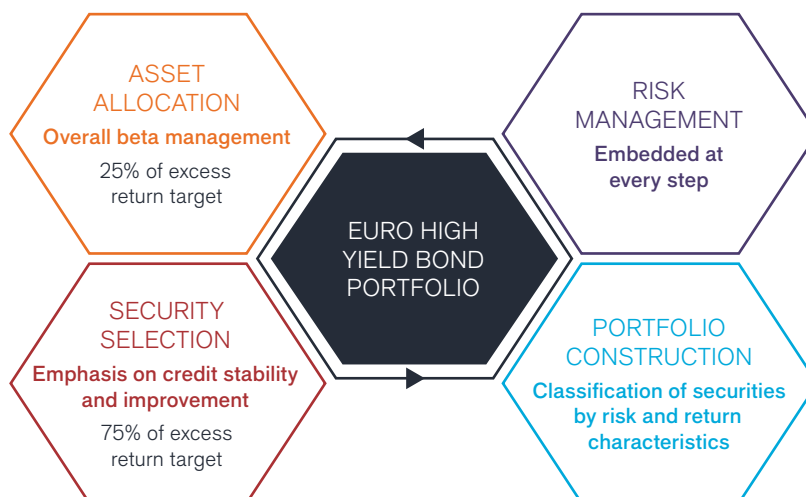 ASSET
ALLOCATION
Overall beta management
25% of excess
return target
RISK
MANAGEMENT
Embedded at
every step
EURO HIGH
YIELD BOND
PORTFOLIO
SECURITY
SELECTION
Emphasis on credit stability
and improvement
75% of excess
return target
PORTFOLIO
CONSTRUCTION
Classification of securities
by risk and return
characteristics